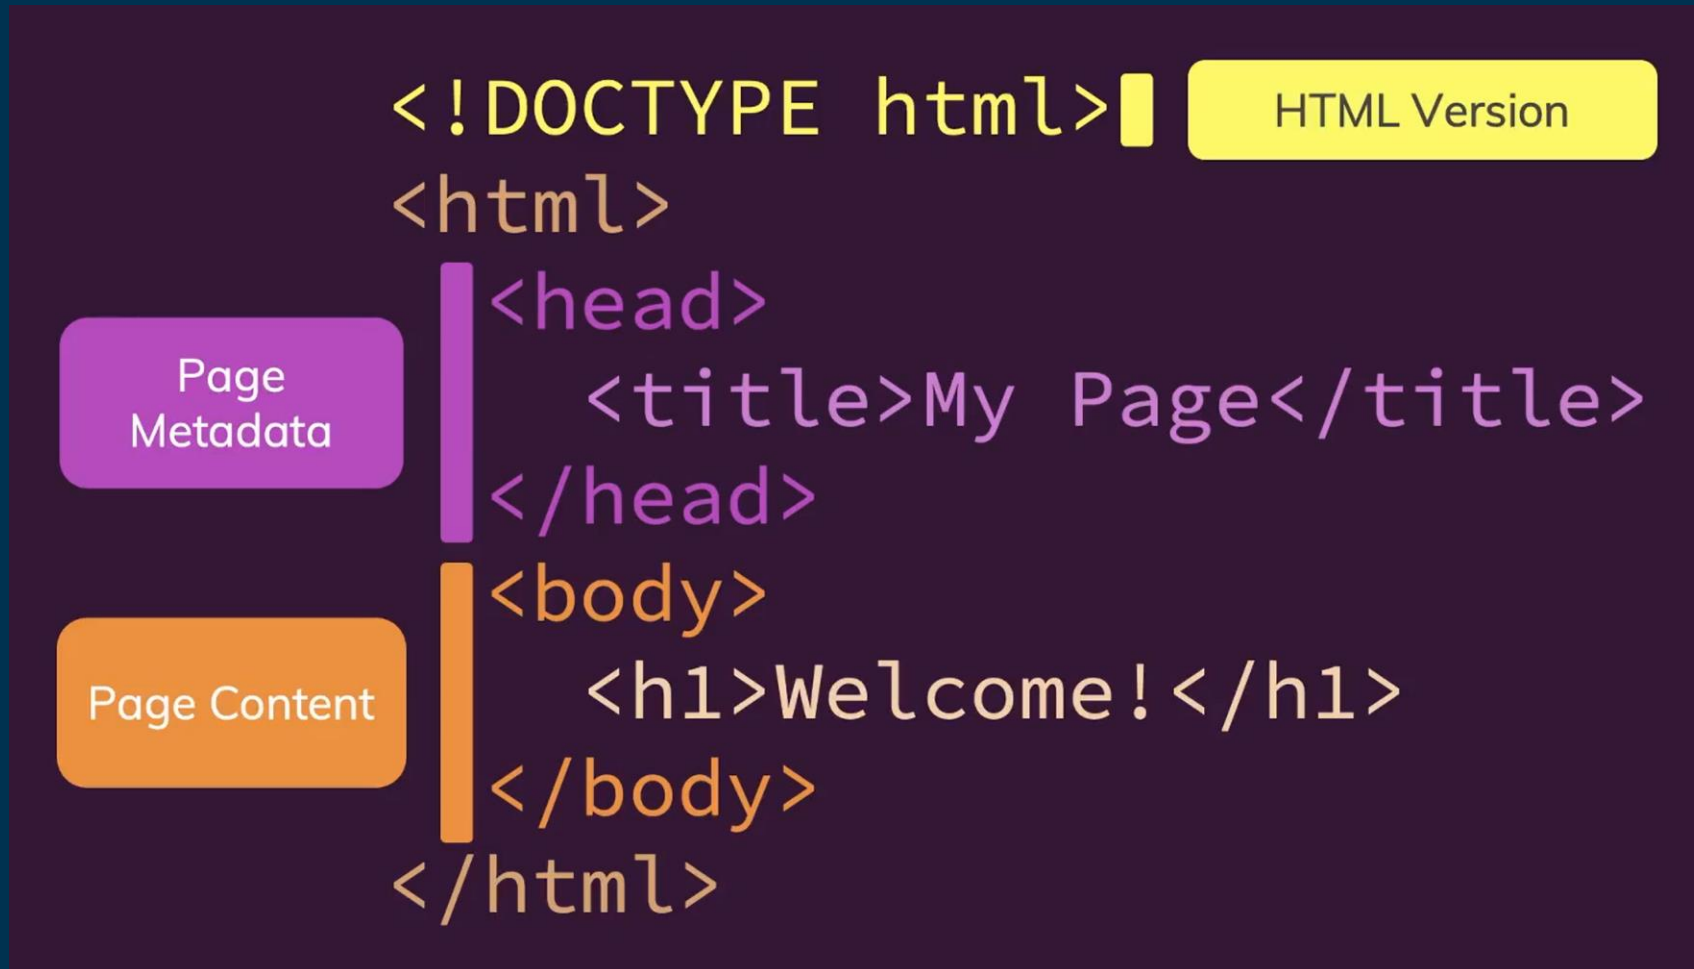 <!DOCTYPE html>
HTML Version
<html>
<head>
Page
Metadata
<title>My Page</title>
</head>
<body>
Page Content
<h1>Welcome!</h1>
</body>
</html>